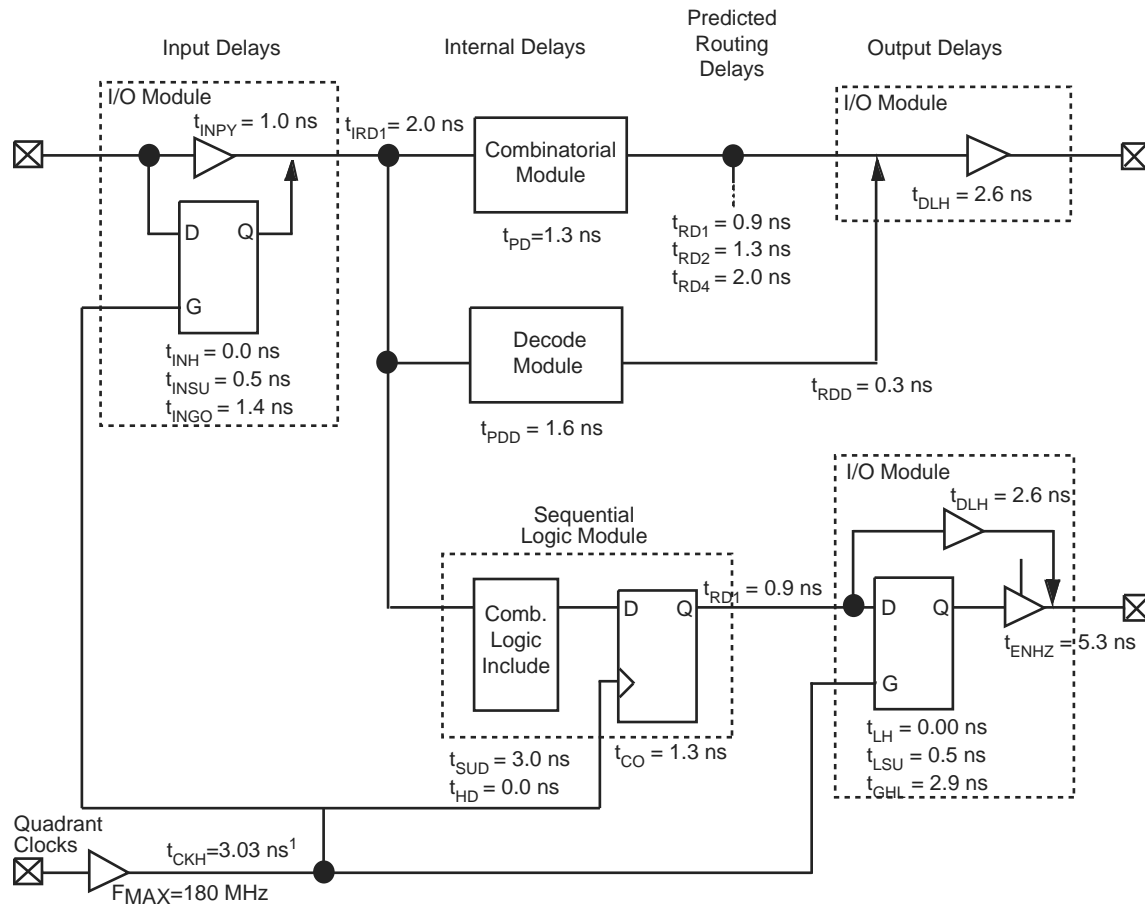 Input Delays
Internal Delays
Predicted
Routing
Delays
Output Delays
I/O Module
tINPY = 1.0 ns
tIRD1 = 2.0 ns
Combinatorial
Module
tPD=1.3 ns
tRD1 = 0.9 ns
tRD2 = 1.3 ns
tRD4 = 2.0 ns
I/O Module
tDLH = 2.6 ns
D
Q
G
tINH = 0.0 ns
tINSU = 0.5 ns
tINGO = 1.4 ns
Decode
Module
tPDD = 1.6 ns
tRDD = 0.3 ns
Sequential
Logic Module
Comb.
Logic
Include
D
Q
tSUD = 3.0 ns
tHD = 0.0 ns
tCO = 1.3 ns
tRD1 = 0.9 ns
I/O Module
tDLH = 2.6 ns
D
Q
G
tENHZ = 5.3 ns
tLH = 0.00 ns
tLSU = 0.5 ns
tGHL = 2.9 ns
Quadrant
Clocks
tCKH=3.03 ns1
FMAX=180 MHz